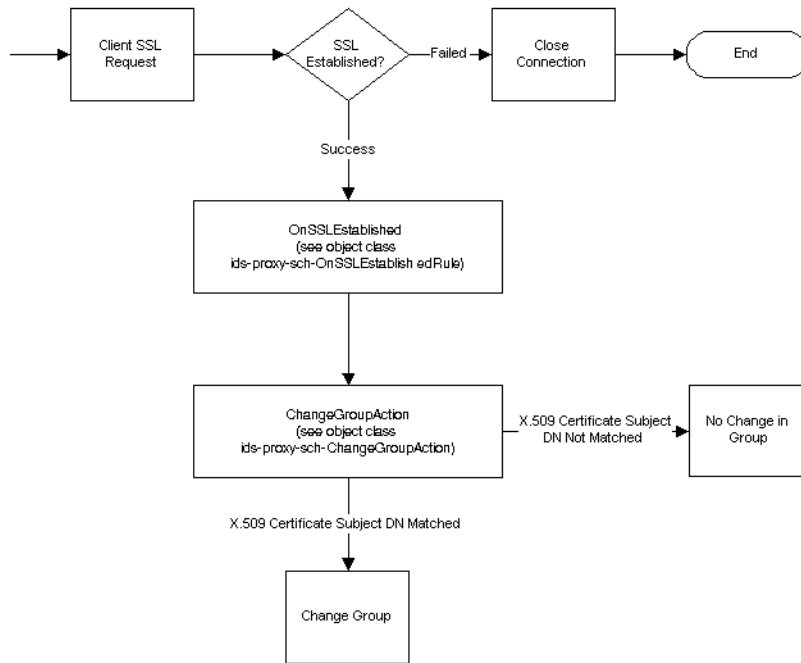 Client SSL
Request
SSL
Established?
Failed
Close
Connection
End
Success
OnSSLEstablished
(see object class
ids-proxy-sch-OnSSLEstablish edRule)
ChangeGroupAction
(see object class
ids-proxy-sch-ChangeGroupAction)
X.509 Certificate Subject
DN Not Matched
No Change in
Group
X.509 Certificate Subject DN Matched
Change Group